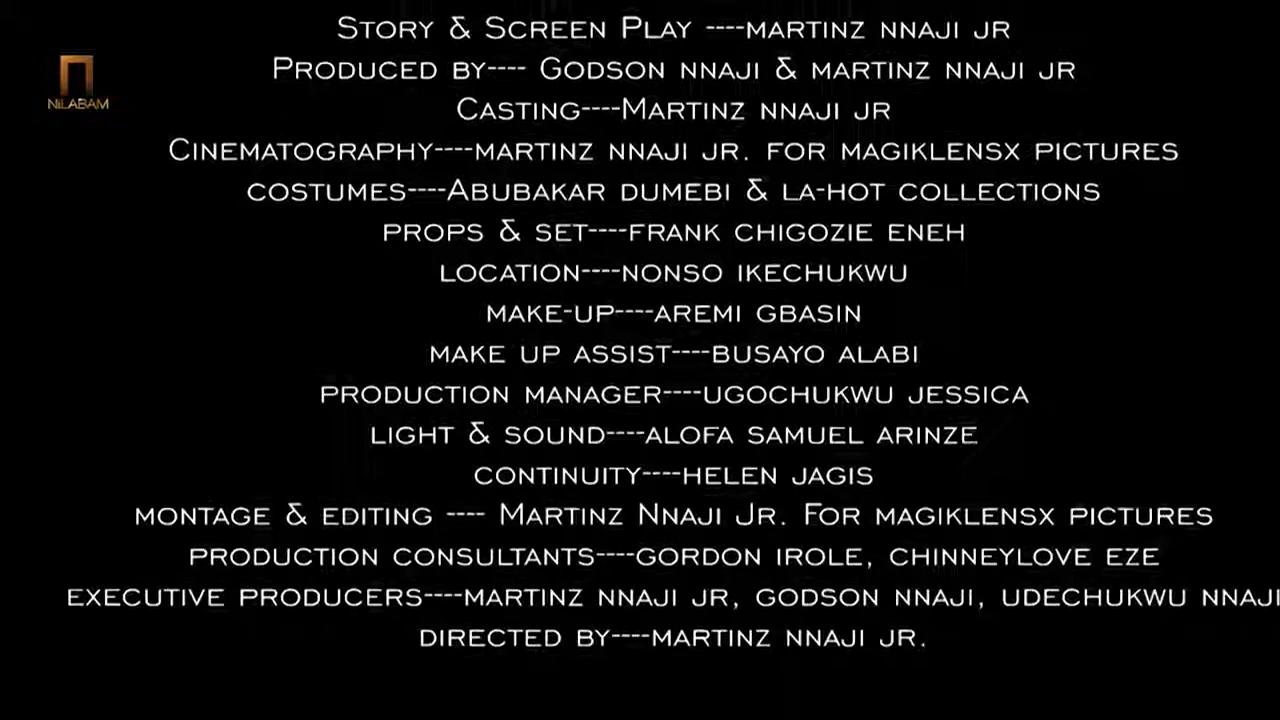 Story & Screen Play ----martinz nnaji jr
Produced by---- Godson nnaji & martinz nnaji jr
NiLABAM
Casting----Martinz nnaji jr
Cinematography----martinz nnaji jr. for magiklensx pictures
costumes----Abubakar dumebi & la-hot collections
props & set----frank chigozie eneh
location----nonso ikechukwu
make-up----aremi gbasin
make up assist----busayo alabi
production manager----ugochukwu jessica
light & sound----alofa samuel arinze
continuity----helen jagis
montage & editing ---- Martinz Nnaji Jr. For magiklensx pictures
production consultants----gordon irole, chinneylove eze
executive producers----martinz nnaji jr, godson nnaji, udechukwu nnaji
directed by----martinz nnaji jr.